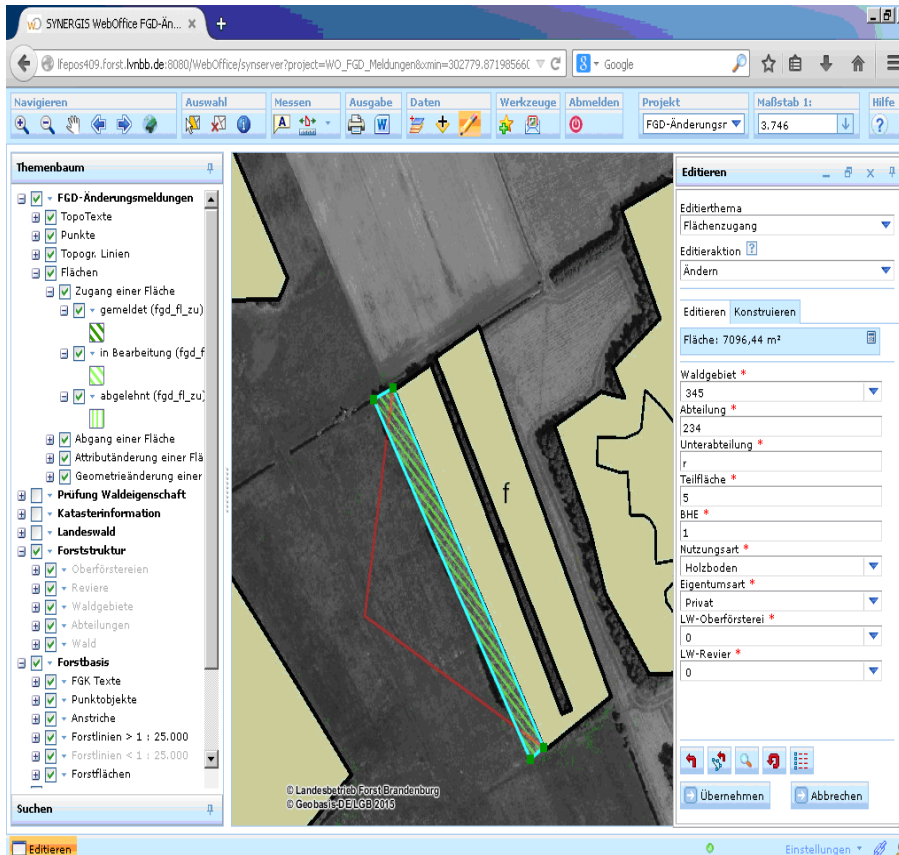 SYNERGIS WebOffice FGD-Än...
lfepos409.forst.lvnbb.de:8080/WebOffice/synserver?project=WO_FGD_Meldungen&xmin=302779.87198566(
Google
Navigieren
Auswahl
Messen
Ausgabe
Daten
Werkzeuge
Abmelden
Projekt
Maßstab 1:
Hilfe
FGD-Änderungsr
3.746
Themenbaum
FGD-Änderungsmeldungen
TopoTexte
Punkte
Topogr. Linien
Flächen
Zugang einer Fläche
gemeldet (fgd_fl_zu)
in Bearbeitung (fgd_f
abgelehnt (fgd_fl_zu)
Abgang einer Fläche
Attributänderung einer Flä
Geometrieänderung einer
Prüfung Waldeigenschaft
Katasterinformation
Landeswald
Forststruktur
Oberförstereien
Reviere
Waldgebiete
Abteilungen
Wald
Forstbasis
FGK Texte
Punktobjekte
Anstriche
Forstlinien > 1 : 25.000
Forstlinien < 1 : 25.000
Forstflächen
Suchen
f
© Landesbetrieb Forst Brandenburg
© Geobasis-DE/LGB 2015
Editieren
Editierthema
Flächenzugang
Editieraktion
Ändern
Editieren Konstruieren
Fläche: 7096,44 m²
Waldgebiet *
345
Abteilung *
234
Unterabteilung *
r
Teilfläche *
5
BHE *
1
Nutzungsart *
Holzboden
Eigentumsart *
Privat
LW-Oberförsterei *
0
LW-Revier *
0
Übernehmen
Abbrechen
Editieren
Einstellungen